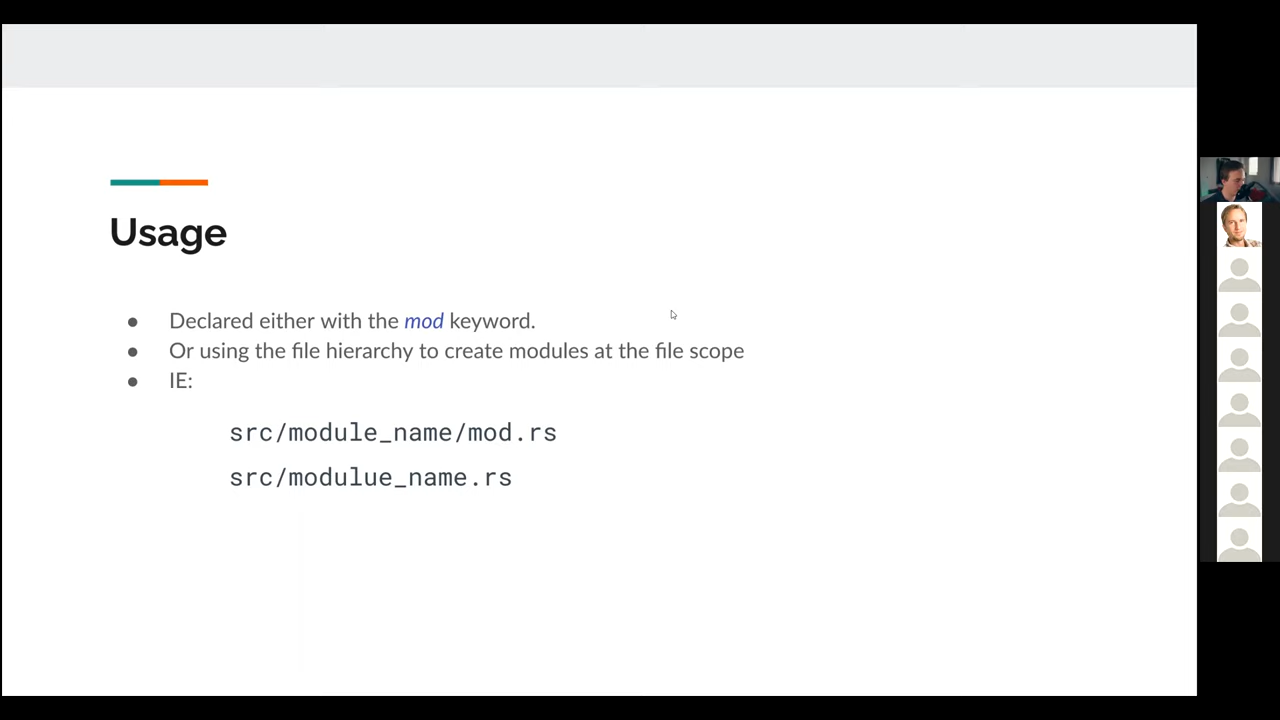 Usage
● Declared either with the mod keyword.
● Or using the file hierarchy to create modules at the file scope
● IE:
src/module_name/mod.rs
src/modulue_name.rs